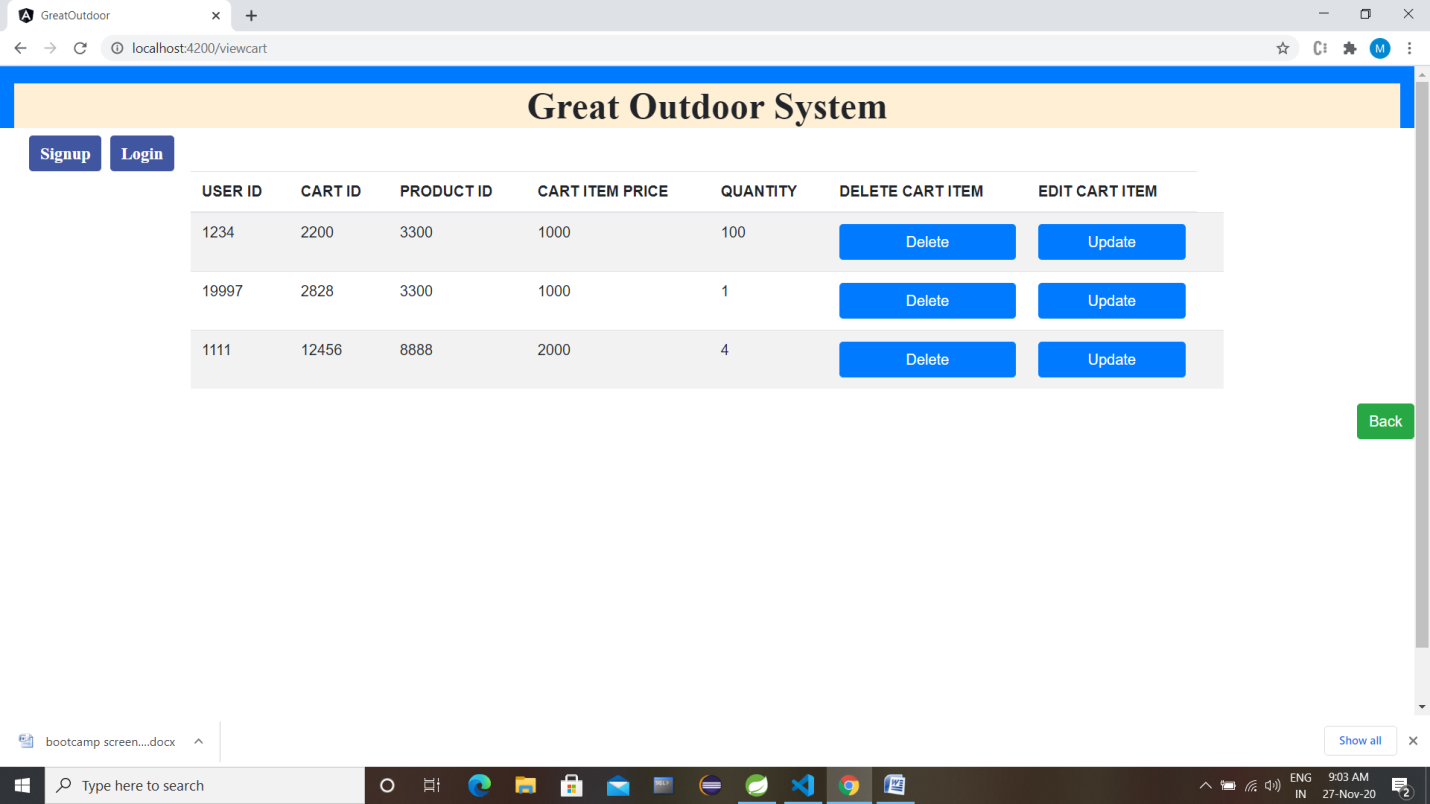 GreatOutdoor
localhost:4200/viewcart
M
Great Outdoor System
Signup Login
USER ID CART ID PRODUCT ID CART ITEM PRICE QUANTITY DELETE CART ITEM EDIT CART ITEM
1234 2200 3300 1000 100 Delete Update
19997 2828 3300 1000 1 Delete Update
1111 12456 8888 2000 4 Delete Update
Back
bootcamp screen....docx
Show all
Type here to search
ENG 9:03 AM
IN 27-Nov-20 2